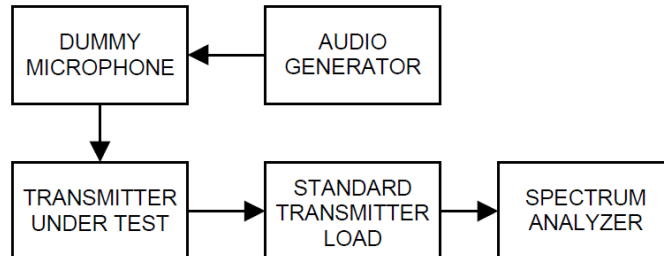 DUMMY
MICROPHONE
AUDIO
GENERATOR
TRANSMITTER
UNDER TEST
STANDARD
TRANSMITTER
LOAD
SPECTRUM
ANALYZER